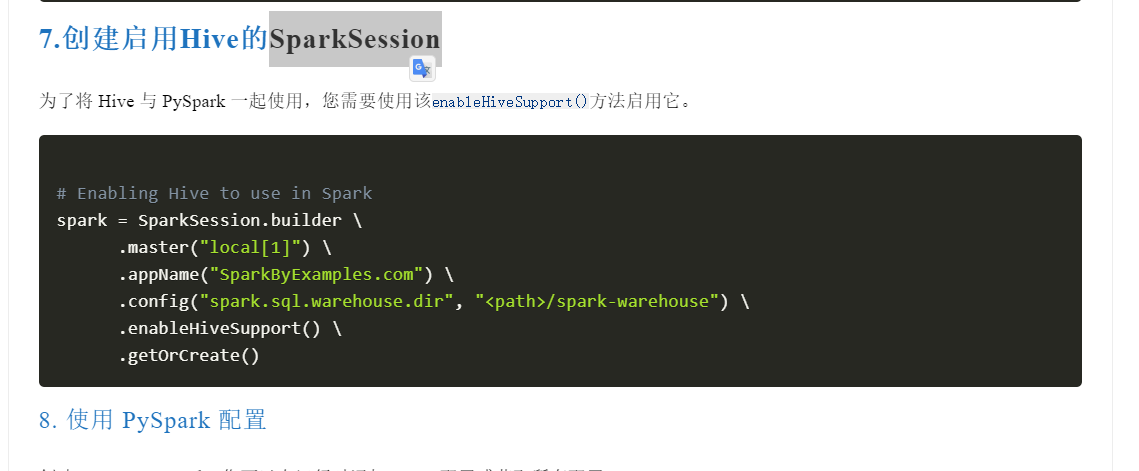 7.创建启用Hive的SparkSession
为了将 Hive 与 PySpark 一起使用，您需要使用该enableHiveSupport()方法启用它。
# Enabling Hive to use in Spark
spark = SparkSession.builder \
.master("local[1]") \
.appName("SparkByExamples.com") \
.config("spark.sql.warehouse.dir", "<path>/spark-warehouse") \
.enableHiveSupport() \
.getOrCreate()
8. 使用 PySpark 配置